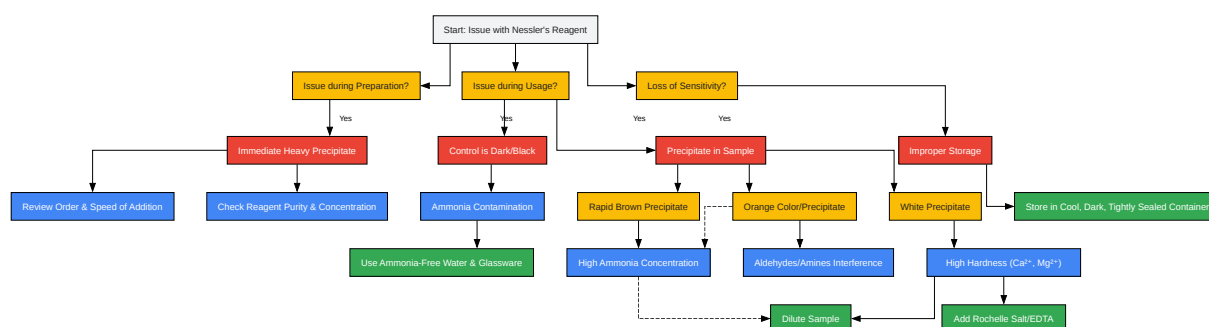 Start: Issue with Nessler's Reagent
Issue during Preparation?
Issue during Usage?
Loss of Sensitivity?
Yes
Yes
Yes
Yes
Immediate Heavy Precipitate
Control is Dark/Black
Precipitate in Sample
Improper Storage
Review Order & Speed of Addition
Check Reagent Purity & Concentration
Ammonia Contamination
Rapid Brown Precipitate
Orange Color/Precipitate
White Precipitate
Store in Cool, Dark, Tightly Sealed Container
Use Ammonia-Free Water & Glassware
High Ammonia Concentration
Aldehydes/Amines Interference
High Hardness (Ca²⁺, Mg²⁺)
Dilute Sample
Add Rochelle Salt/EDTA